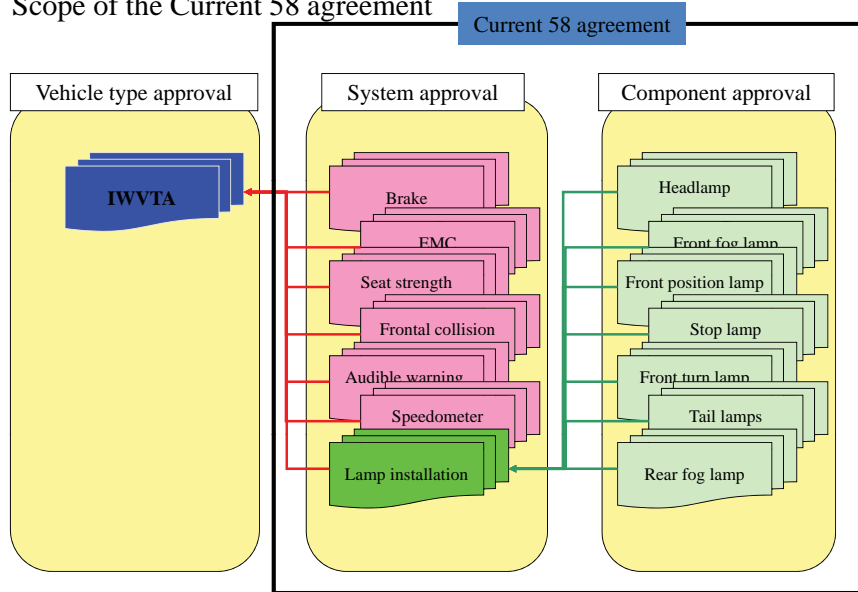 Scope of the Current 58 agreement
Current 58 agreement
Vehicle type approval
System approval
Component approval
IWVTA
Brake
EMC
Seat strength
Frontal collision
Audible warning
Speedometer
Lamp installation
Headlamp
Front fog lamp
Front position lamp
Stop lamp
Front turn lamp
Tail lamps
Rear fog lamp